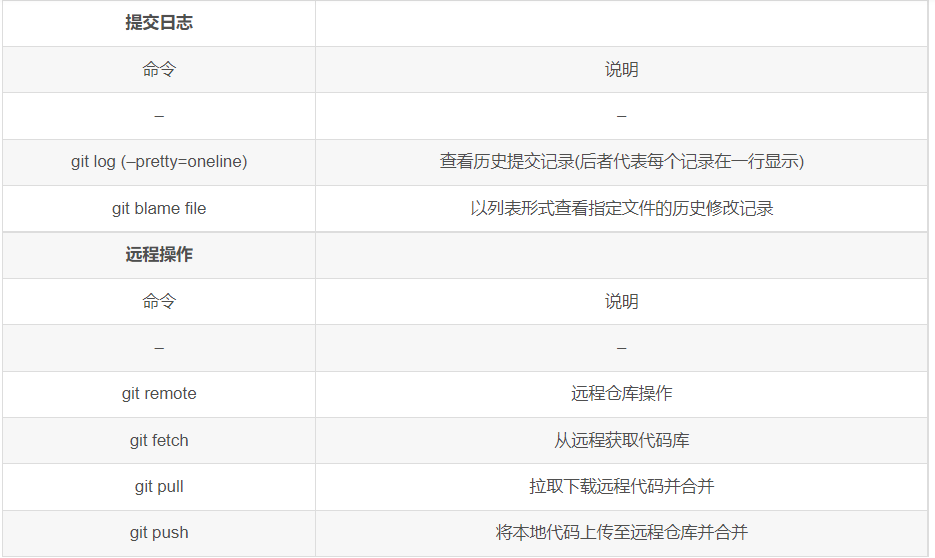 提交日志
命令 说明
– –
git log (–pretty=oneline) 查看历史提交记录(后者代表每个记录在一行显示)
git blame file 以列表形式查看指定文件的历史修改记录
远程操作
命令 说明
– –
git remote 远程仓库操作
git fetch 从远程获取代码库
git pull 拉取下载远程代码并合并
git push 将本地代码上传至远程仓库并合并